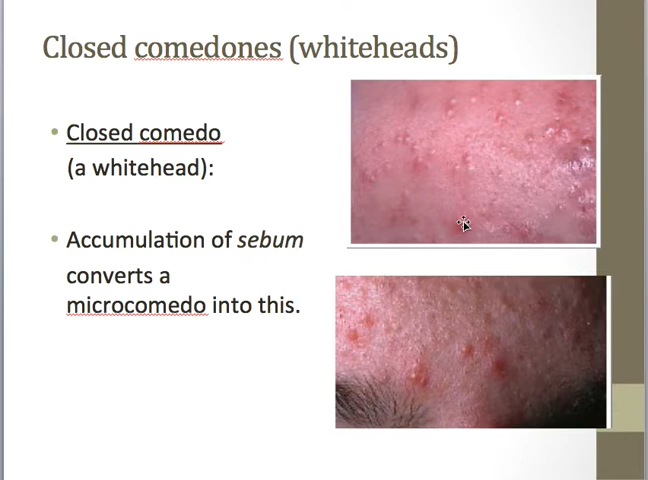 Closed comedones (whiteheads)
• Closed comedo
(a whitehead):
• Accumulation of sebum
converts a
microcomedo into this.